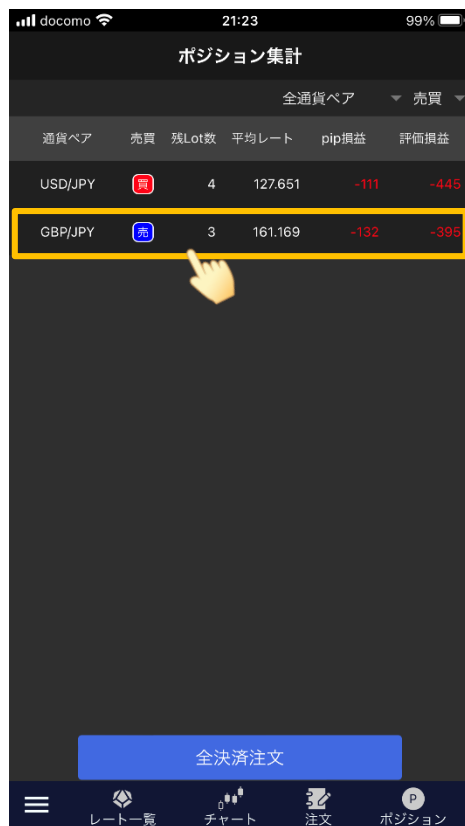 docomo 21:23 99%
ポジション集計
全通貨ペア 売買
通貨ペア 売買 残Lot数 平均レート pip損益 評価損益
USD/JPY 買 4 127.651 -111 -445
GBP/JPY 売 3 161.169 -132 -395
全決済注文
レート一覧 チャート 注文 P ポジション